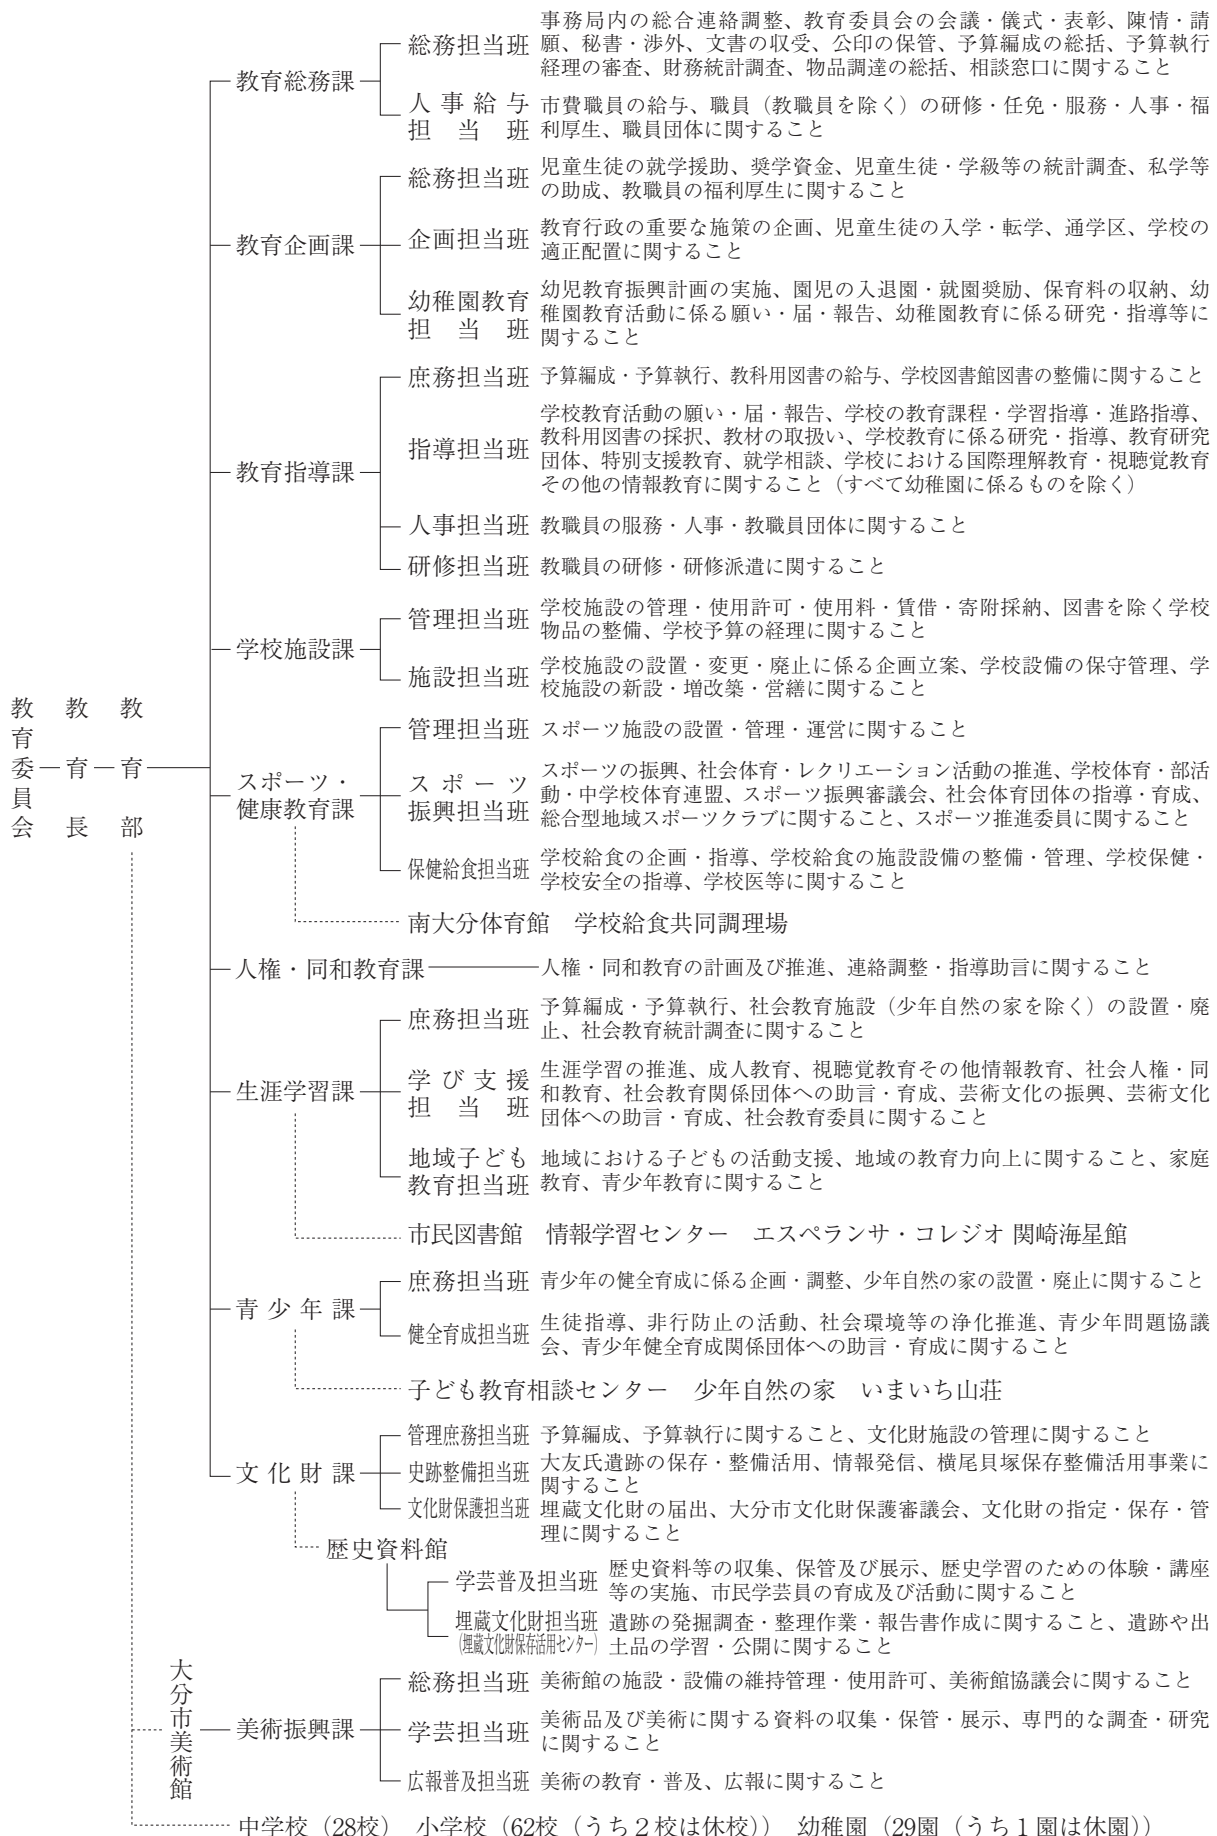 教育委員会
教育長
教育部
教育総務課
総務担当班
事務局内の総合連絡調整、教育委員会の会議・儀式・表彰、陳情・請
願、秘書・渉外、文書の収受、公印の保管、予算編成の総括、予算執行
経理の審査、財務統計調査、物品調達の総括、相談窓口に関すること
人事給与
担当班
市費職員の給与、職員（教職員を除く）の研修・任免・服務・人事・福
利厚生、職員団体に関すること
教育企画課
総務担当班
児童生徒の就学援助、奨学資金、児童生徒・学級等の統計調査、私学等
の助成、教職員の福利厚生に関すること
企画担当班
教育行政の重要な施策の企画、児童生徒の入学・転学、通学区、学校の
適正配置に関すること
幼稚園教育
担当班
幼児教育振興計画の実施、園児の入退園・就園奨励、保育料の収納、幼
稚園教育活動に係る願い・届・報告、幼稚園教育に係る研究・指導等に
関すること
教育指導課
庶務担当班
予算編成・予算執行、教科用図書の給与、学校図書館図書の整備に関すること
指導担当班
学校教育活動の願い・届・報告、学校の教育課程・学習指導・進路指導、
教科用図書の採択、教材の取扱い、学校教育に係る研究・指導、教育研究
団体、特別支援教育、就学相談、学校における国際理解教育・視聴覚教育
その他の情報教育に関すること（すべて幼稚園に係るものを除く）
人事担当班
教職員の服務・人事・教職員団体に関すること
研修担当班
教職員の研修・研修派遣に関すること
学校施設課
管理担当班
学校施設の管理・使用許可・使用料・賃借・寄附採納、図書を除く学校
物品の整備、学校予算の経理に関すること
施設担当班
学校施設の設置・変更・廃止に係る企画立案、学校設備の保守管理、学
校施設の新設・増改築・営繕に関すること
スポーツ・
健康教育課
管理担当班
スポーツ施設の設置・管理・運営に関すること
スポーツ
振興担当班
スポーツの振興、社会体育・レクリエーション活動の推進、学校体育・部活
動・中学校体育連盟、スポーツ振興審議会、社会体育団体の指導・育成、
総合型地域スポーツクラブに関すること、スポーツ推進委員に関すること
保健給食担当班
学校給食の企画・指導、学校給食の施設設備の整備・管理、学校保健・
学校安全の指導、学校医等に関すること
南大分体育館　学校給食共同調理場
人権・同和教育課
人権・同和教育の計画及び推進、連絡調整・指導助言に関すること
生涯学習課
庶務担当班
予算編成・予算執行、社会教育施設（少年自然の家を除く）の設置・廃
止、社会教育統計調査に関すること
学び支援
担当班
生涯学習の推進、成人教育、視聴覚教育その他情報教育、社会人権・同
和教育、社会教育関係団体への助言・育成、芸術文化の振興、芸術文化
団体への助言・育成、社会教育委員に関すること
地域子ども
教育担当班
地域における子どもの活動支援、地域の教育力向上に関すること、家庭
教育、青少年教育に関すること
市民図書館　情報学習センター　エスペランサ・コレジオ 関崎海星館
青少年課
庶務担当班
青少年の健全育成に係る企画・調整、少年自然の家の設置・廃止に関すること
健全育成担当班
生徒指導、非行防止の活動、社会環境等の浄化推進、青少年問題協議
会、青少年健全育成関係団体への助言・育成に関すること
子ども教育相談センター　少年自然の家　いまいち山荘
文化財課
管理庶務担当班
予算編成、予算執行に関すること、文化財施設の管理に関すること
史跡整備担当班
大友氏遺跡の保存・整備活用、情報発信、横尾貝塚保存整備活用事業に
関すること
文化財保護担当班
埋蔵文化財の届出、大分市文化財保護審議会、文化財の指定・保存・管
理に関すること
歴史資料館
学芸普及担当班
歴史資料等の収集、保管及び展示、歴史学習のための体験・講座
等の実施、市民学芸員の育成及び活動に関すること
埋蔵文化財担当班
（埋蔵文化財保存活用センター）
遺跡の発掘調査・整理作業・報告書作成に関すること、遺跡や出
土品の学習・公開に関すること
大分市美術館
美術振興課
総務担当班
美術館の施設・設備の維持管理・使用許可、美術館協議会に関すること
学芸担当班
美術品及び美術に関する資料の収集・保管・展示、専門的な調査・研究
に関すること
広報普及担当班
美術の教育・普及、広報に関すること
中学校（28校）　小学校（62校（うち２校は休校））　幼稚園（29園（うち１園は休園））